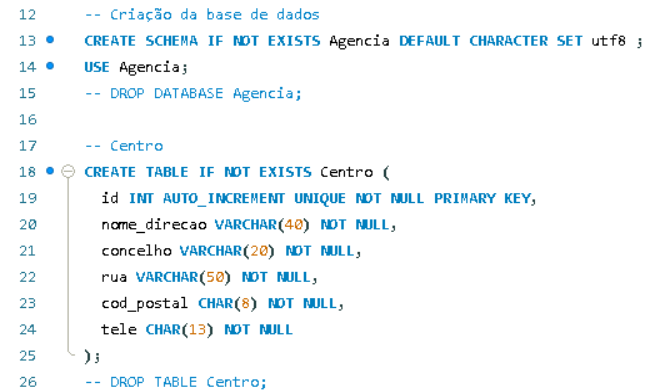 12 -- Criação da base de dados
13 CREATE SCHEMA IF NOT EXISTS Agencia DEFAULT CHARACTER SET utf8 ;
14 USE Agencia;
15 -- DROP DATABASE Agencia;
16
17 -- Centro
18 CREATE TABLE IF NOT EXISTS Centro (
19 id INT AUTO_INCREMENT UNIQUE NOT NULL PRIMARY KEY,
20 nome_direcao VARCHAR(40) NOT NULL,
21 concelho VARCHAR(20) NOT NULL,
22 rua VARCHAR(50) NOT NULL,
23 cod_postal CHAR(8) NOT NULL,
24 tele CHAR(13) NOT NULL
25 );
26 -- DROP TABLE Centro;